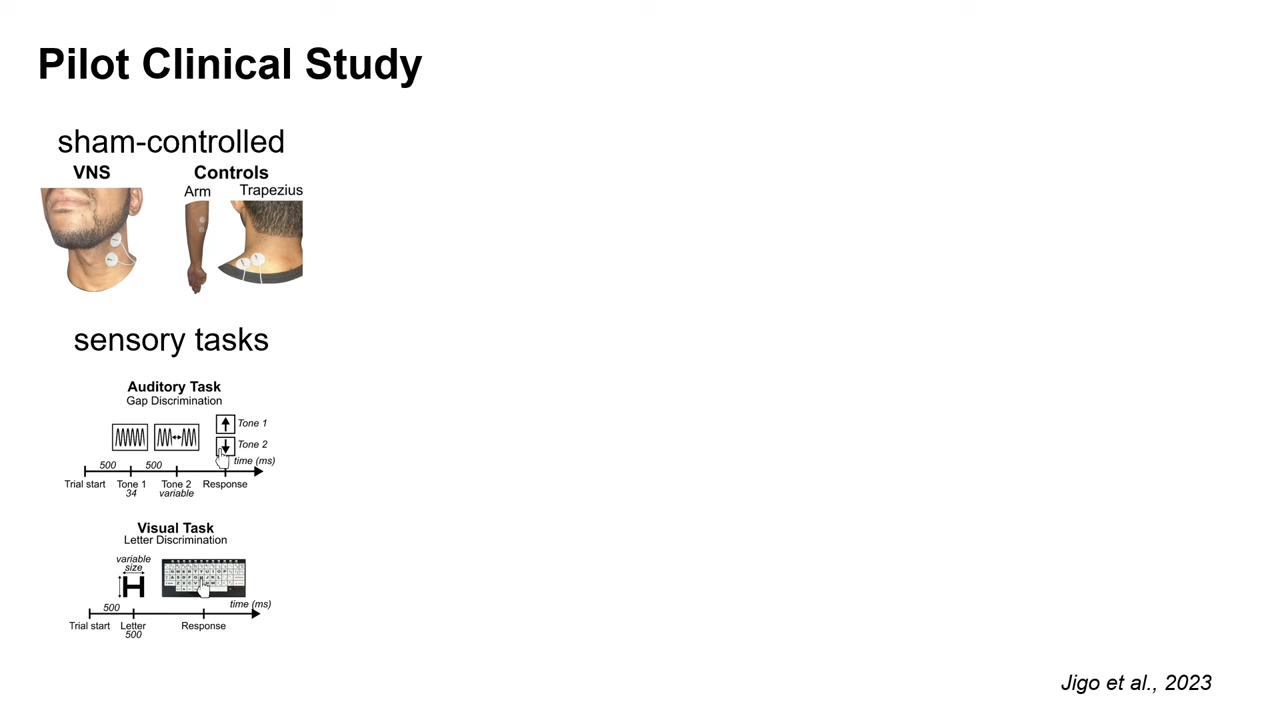 Pilot Clinical Study
sham-controlled
VNS
Controls
Arm
Trapezius
sensory tasks
Auditory Task
Gap Discrimination
Tone 1
Tone 2
500
500
time (ms)
Trial start
Tone 1
Tone 2
Response
34
variable
Visual Task
Letter Discrimination
variable
size
H
500
time (ms)
Trial start
Letter
Response
500
Jigo et al., 2023